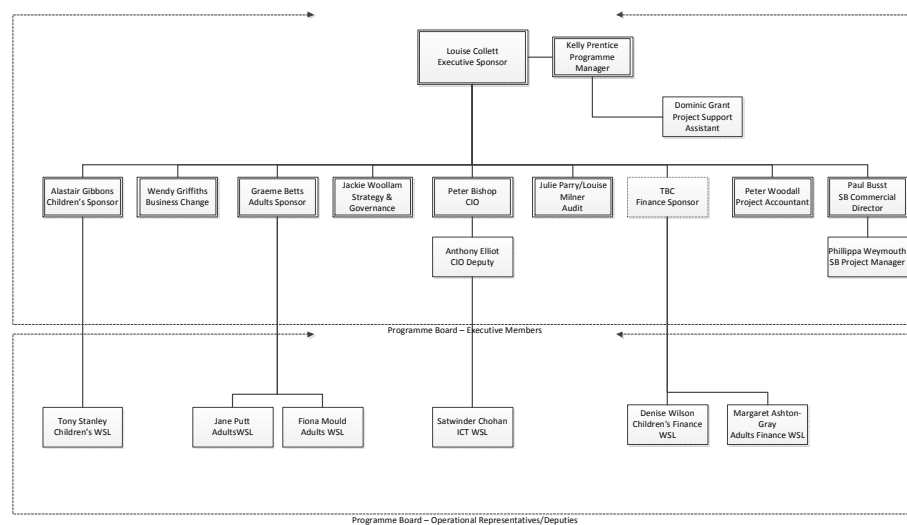 Louise Collett
Executive Sponsor
Kelly Prentice
Programme
Manager
Dominic Grant
Project Support
Assistant
Alastair Gibbons
Children's Sponsor
Wendy Griffiths
Business Change
Graeme Betts
Adults Sponsor
Jackie Woollam
Strategy &
Governance
Peter Bishop
CIO
Julie Parry/Louise
Milner
Audit
TBC
Finance Sponsor
Peter Woodall
Project Accountant
Paul Busst
SB Commercial
Director
Anthony Elliot
CIO Deputy
Phillippa Weymouth
SB Project Manager
Programme Board – Executive Members
Tony Stanley
Children's WSL
Jane Putt
AdultsWSL
Fiona Mould
Adults WSL
Satwinder Chohan
ICT WSL
Denise Wilson
Children's Finance
WSL
Margaret Ashton-
Gray
Adults Finance WSL
Programme Board – Operational Representatives/Deputies